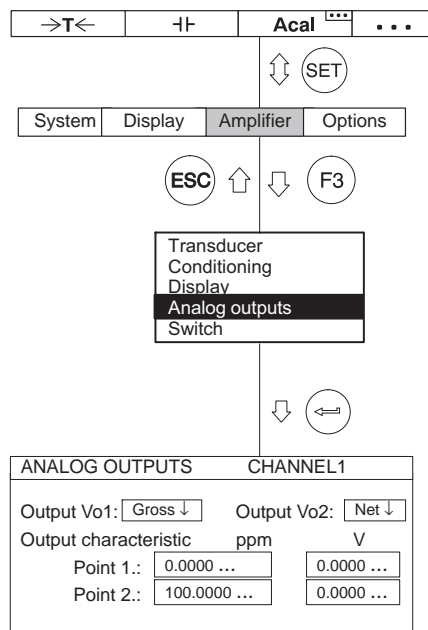 →T← ⊣⊢ Acal ... ...
SET
System Display Amplifier Options
ESC F3
Transducer
Conditioning
Display
Analog outputs
Switch
ANALOG OUTPUTS CHANNEL1
Output Vo1: Gross ↓ Output Vo2: Net ↓
Output characteristic ppm V
Point 1.: 0.0000 ... 0.0000 ...
Point 2.: 100.0000 ... 0.0000 ...